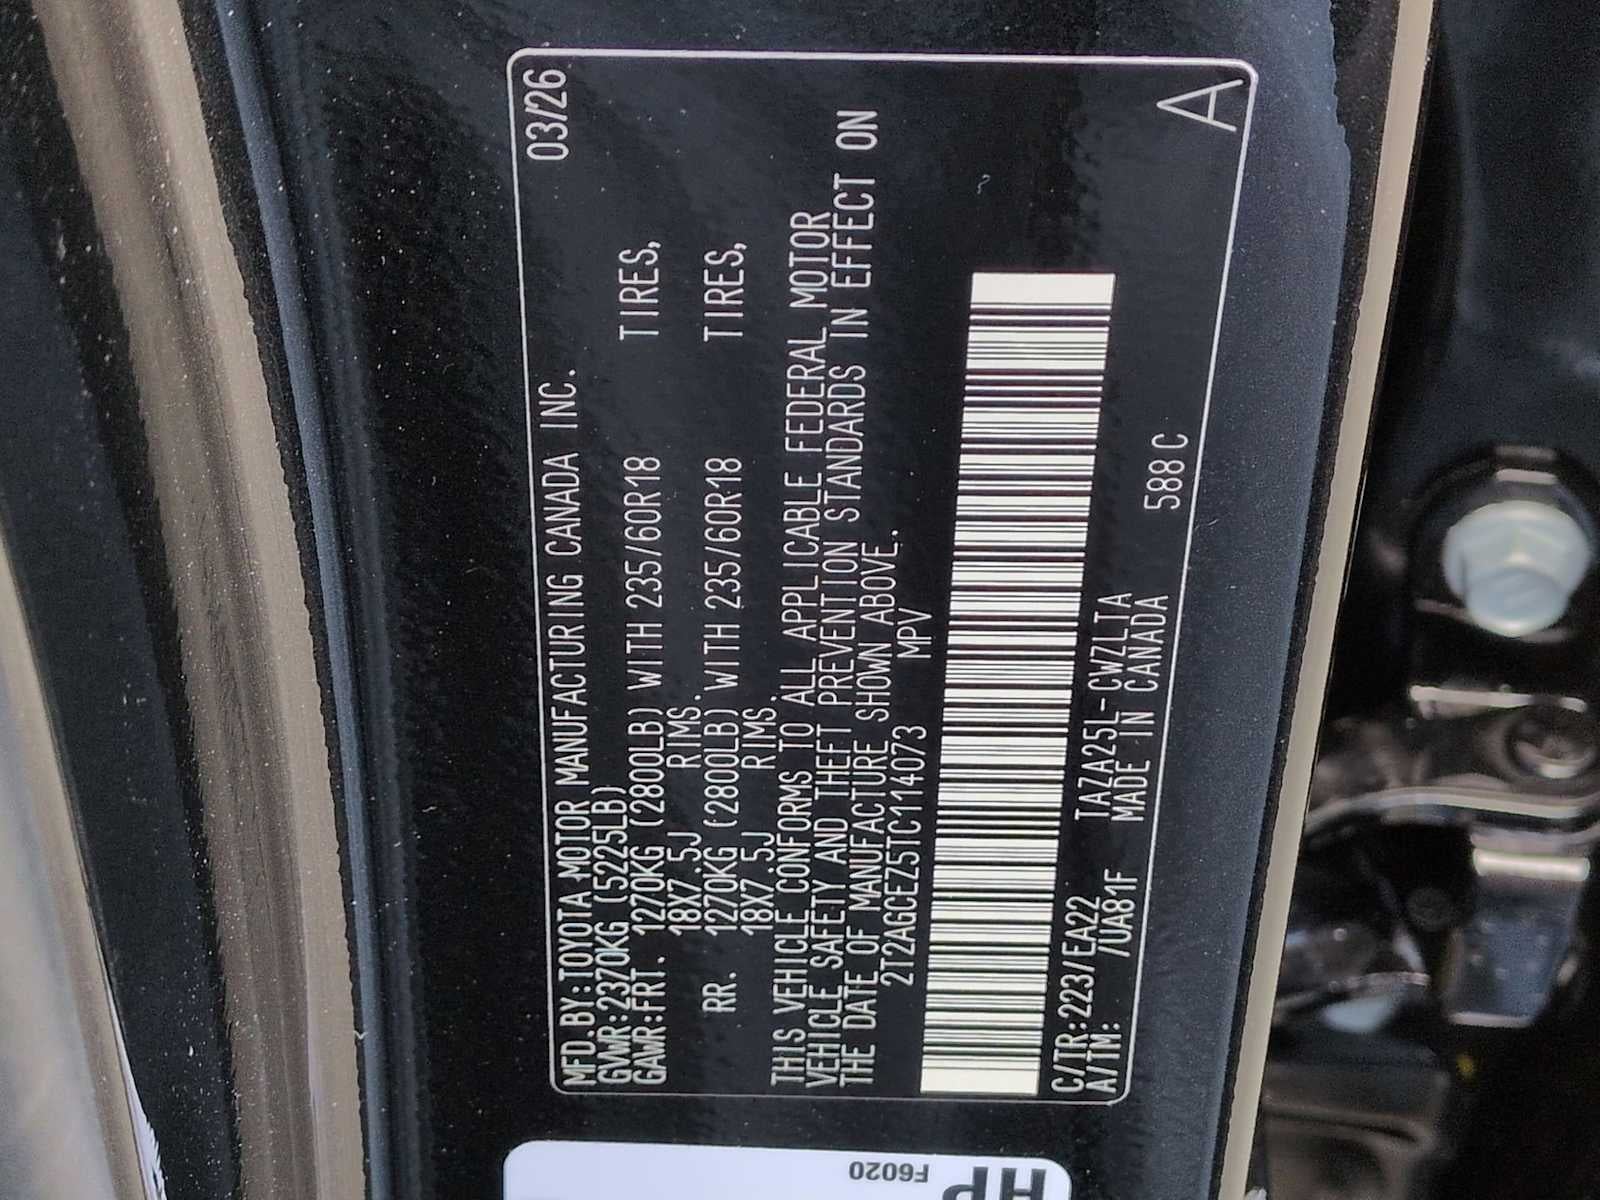 MFD.BY:TOYOTA MOTOR MANUFACTURING CANADA INC. 03/26
GVWR:2370KG (5225LB)
GAWR:FRT. 1270KG (2800LB) WITH 235/60R18 TIRES,
18X7.5J RIMS.
RR. 1270KG (2800LB) WITH 235/60R18 TIRES,
18X7.5J RIMS.
THIS VEHICLE CONFORMS TO ALL APPLICABLE FEDERAL MOTOR
VEHICLE SAFETY AND THEFT PREVENTION STANDARDS IN EFFECT ON
THE DATE OF MANUFACTURE SHOWN ABOVE.
2T2AGCEZ5TC114073 MPV
C/TR:223/EA22 TAZA25L-CWZLTA
A/TM: /UA81F MADE IN CANADA 588C A
F6020
HP